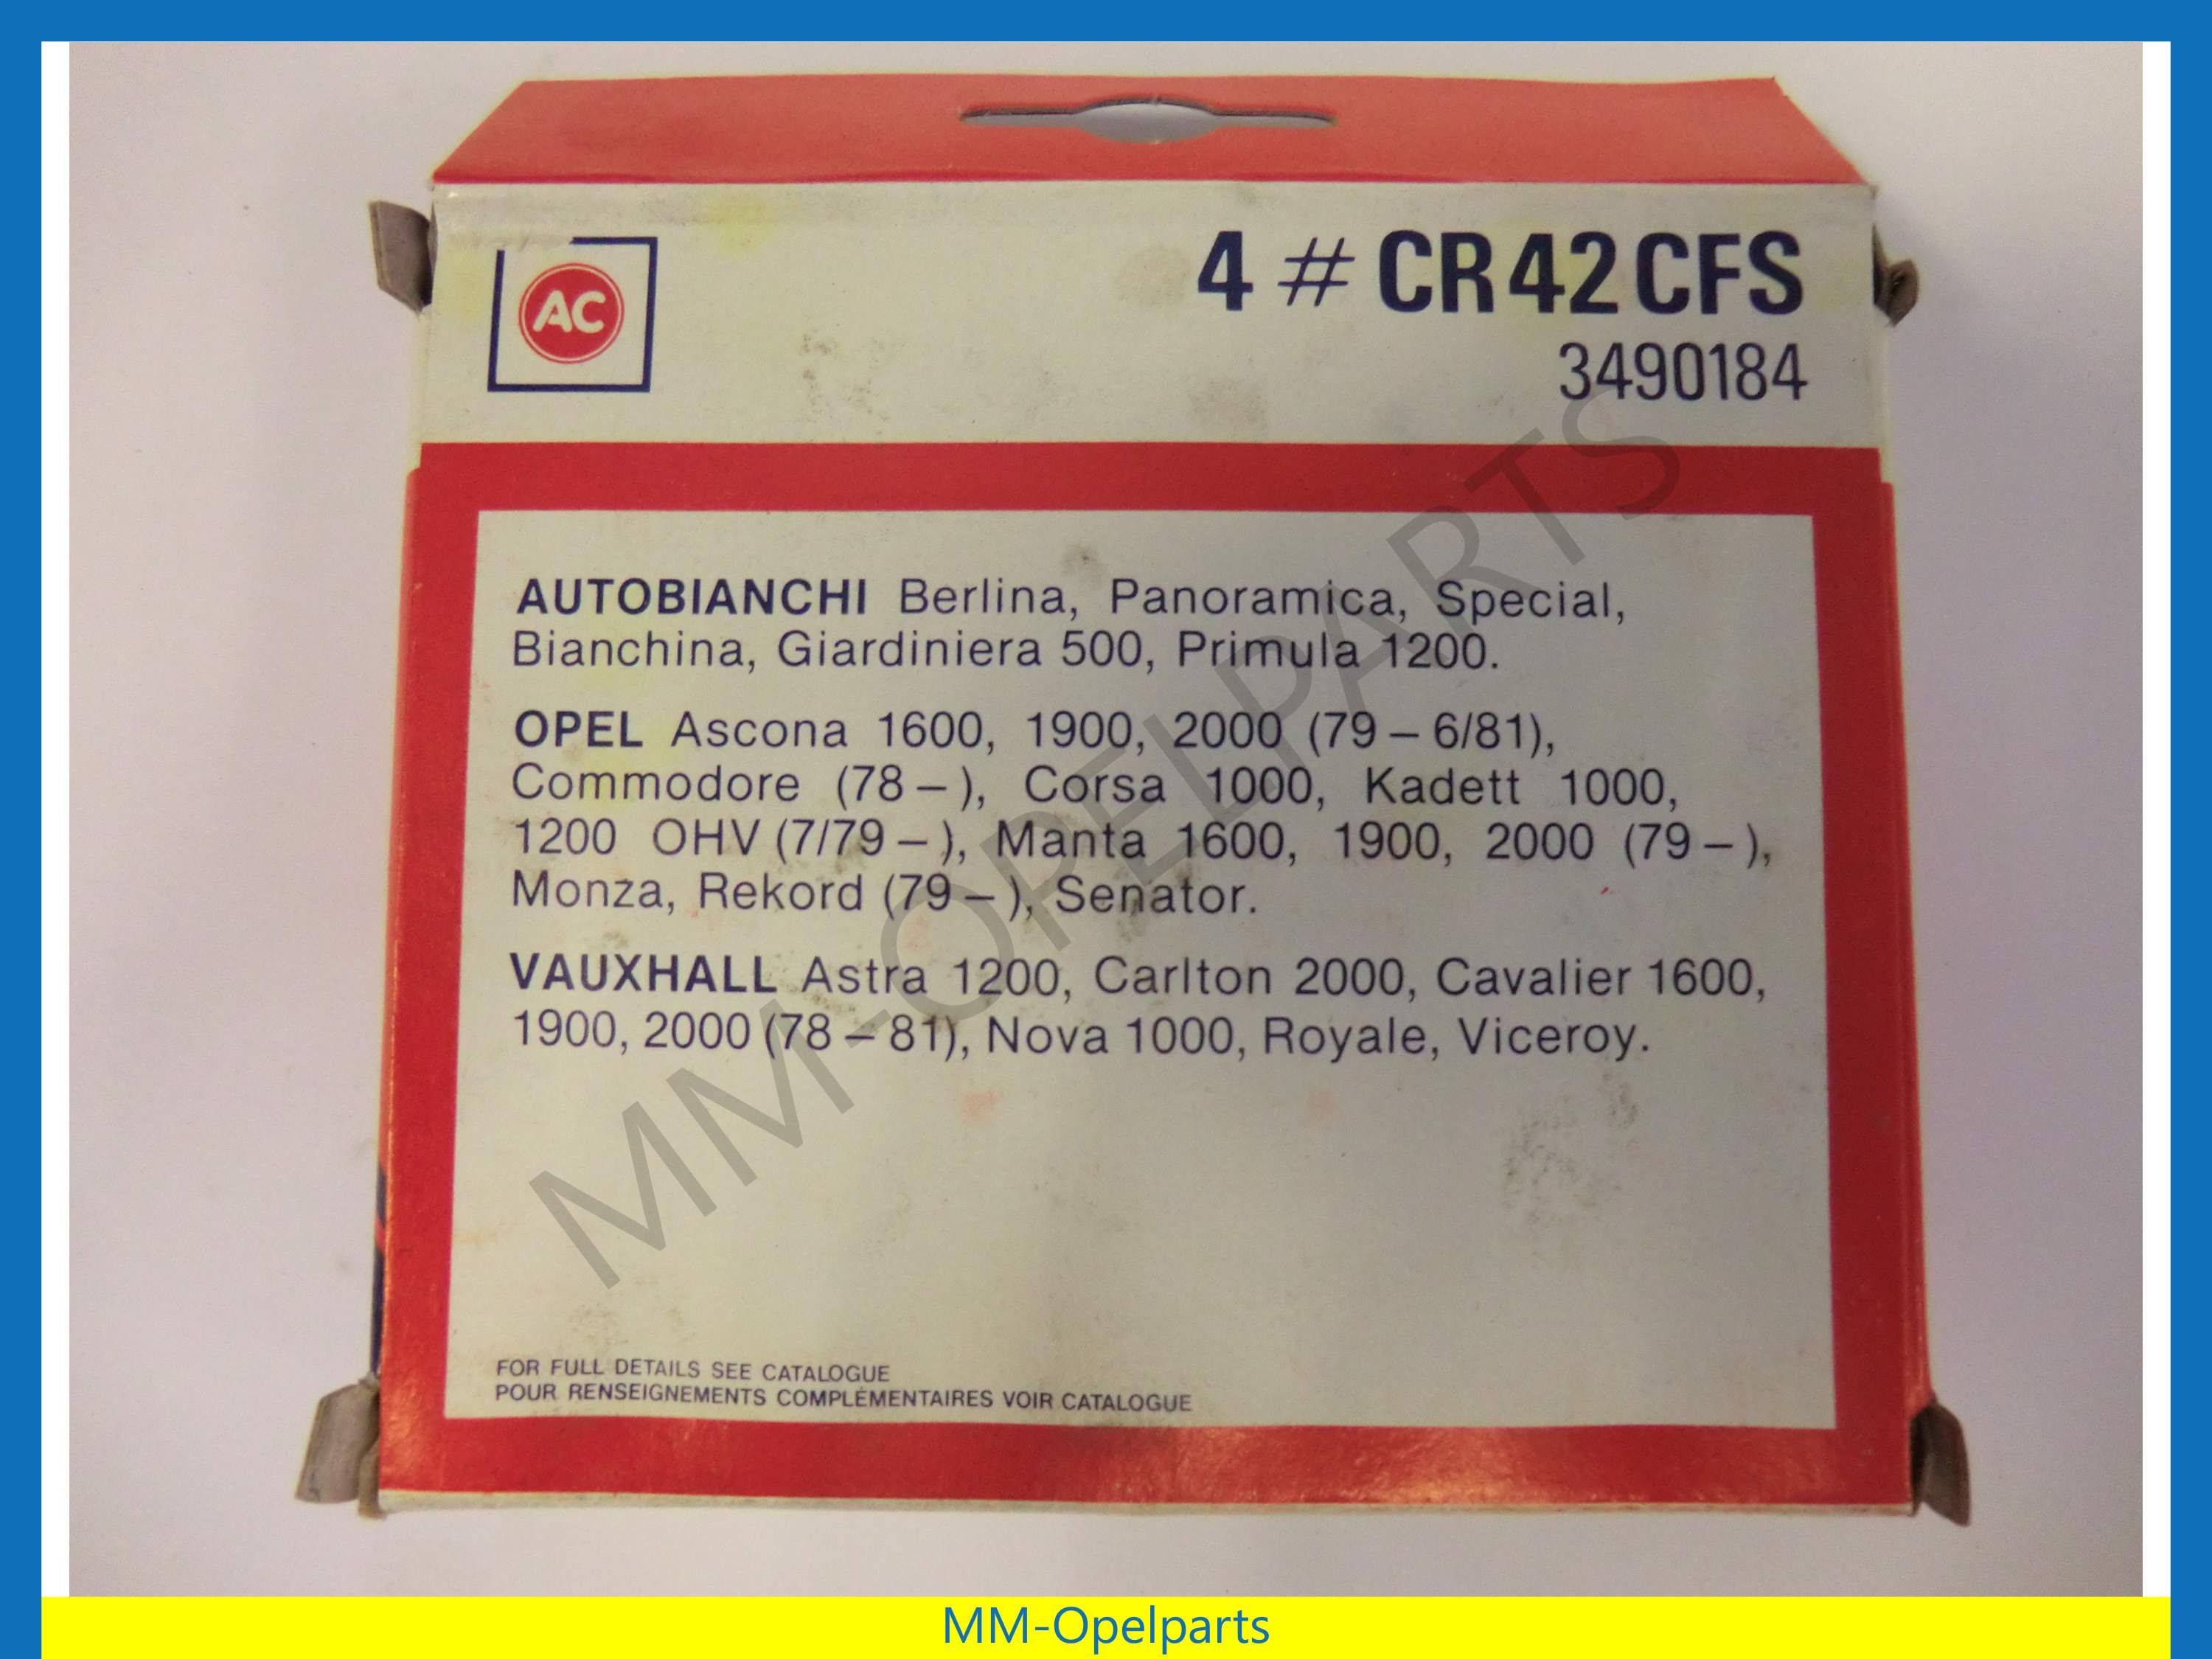 AC
4 # CR42CFS
3490184
AUTOBIANCHI Berlina, Panoramica, Special,
Bianchina, Giardiniera 500, Primula 1200.
OPEL Ascona 1600, 1900, 2000 (79 – 6/81),
Commodore (78 – ), Corsa 1000, Kadett 1000,
1200 OHV (7/79 – ), Manta 1600, 1900, 2000 (79 – ),
Monza, Rekord (79 – ), Senator.
VAUXHALL Astra 1200, Carlton 2000, Cavalier 1600,
1900, 2000 (78 – 81), Nova 1000, Royale, Viceroy.
MM-OPELPARTS
FOR FULL DETAILS SEE CATALOGUE
POUR RENSEIGNEMENTS COMPLÉMENTAIRES VOIR CATALOGUE
MM-Opelparts